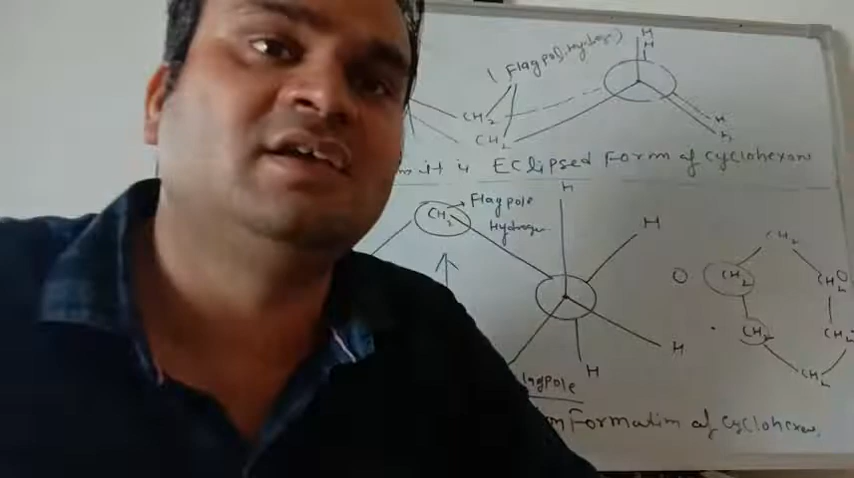 H
H
( Flagpole Hydrogen)
CH2
CH2
H
H
it is Eclipsed Form of Cyclohexane
CH2 → Flagpole
Hydrogen
H
H
CH2
CH2
CH2
CH2
CH2
H
CH2
H
Flagpole
Formation of Cyclohexane